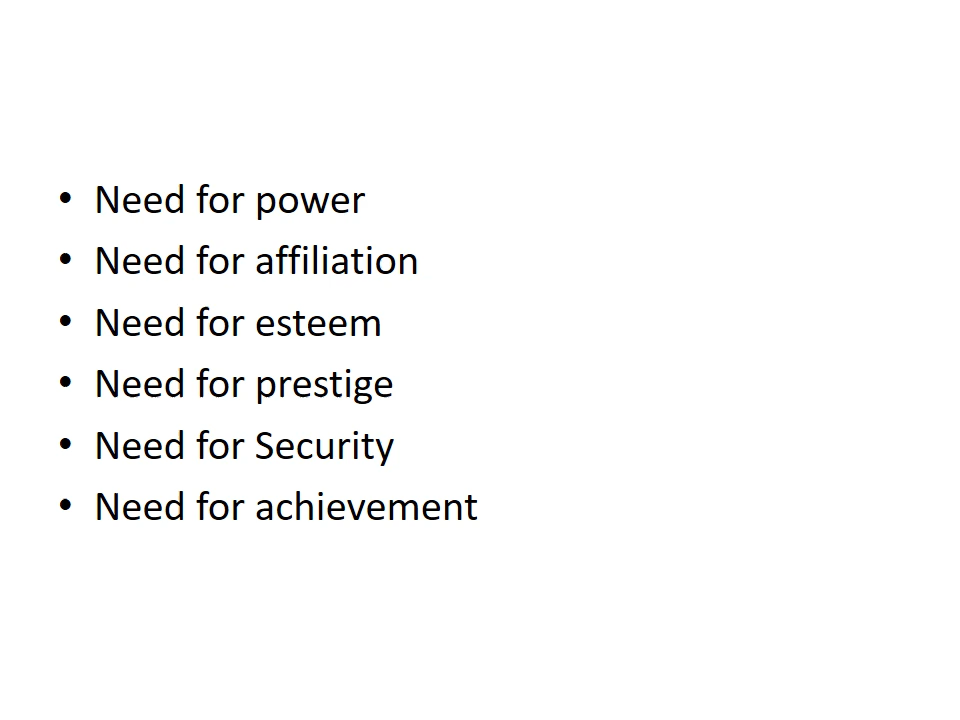 • Need for power
• Need for affiliation
• Need for esteem
• Need for prestige
• Need for Security
• Need for achievement